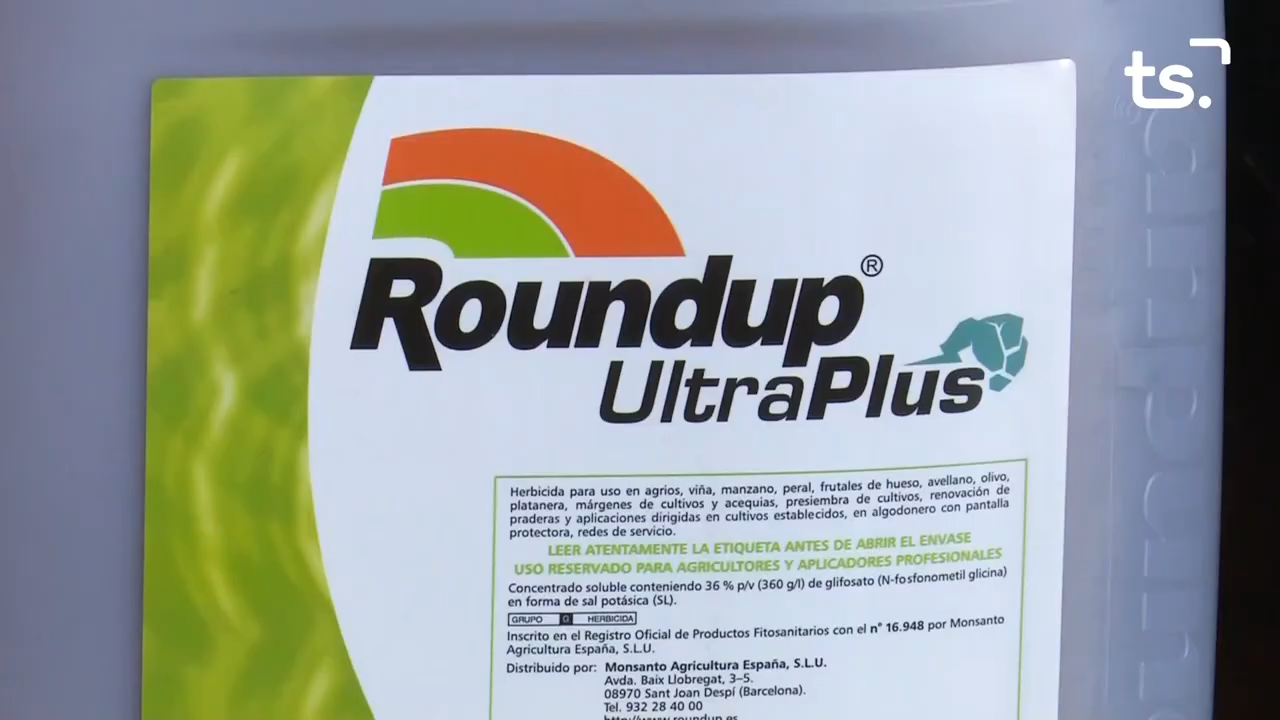 ts.
Roundup®
UltraPlus
Herbicida para uso en agrios, viña, manzano, peral, frutales de hueso, avellano, olivo,
platanera, márgenes de cultivos y acequias, presiembra de cultivos, renovación de
praderas y aplicaciones dirigidas en cultivos establecidos, en algodonero con pantalla
protectora, redes de servicio.
LEER ATENTAMENTE LA ETIQUETA ANTES DE ABRIR EL ENVASE
USO RESERVADO PARA AGRICULTORES Y APLICADORES PROFESIONALES
Concentrado soluble conteniendo 36 % p/v (360 g/l) de glifosato (N-fosfonometil glicina)
en forma de sal potásica (SL).
GRUPO G HERBICIDA
Inscrito en el Registro Oficial de Productos Fitosanitarios con el n° 16.948 por Monsanto
Agricultura España, S.L.U.
Distribuido por: Monsanto Agricultura España, S.L.U.
Avda. Baix Llobregat, 3–5.
08970 Sant Joan Despí (Barcelona).
Tel. 932 28 40 00
http://www.roundup.es